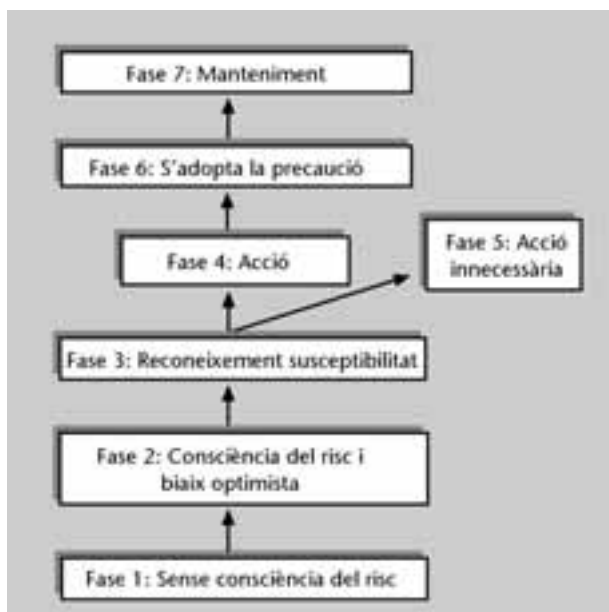 Fase 7: Manteniment
Fase 6: S'adopta la precaució
Fase 4: Acció
Fase 5: Acció
innecessària
Fase 3: Reconeixement susceptibilitat
Fase 2: Consciència del risc i
biaix optimista
Fase 1: Sense consciència del risc